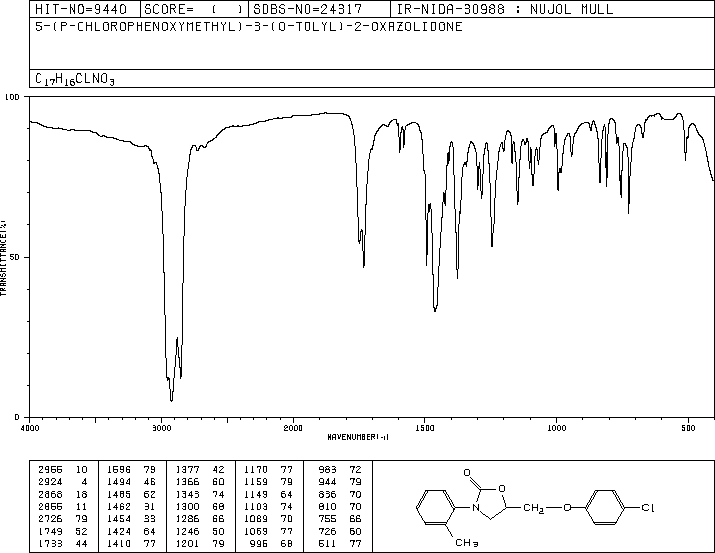 HIT-NO=9440 SCORE= ( ) SDBS-NO=24317 IR-NIDA-30988 : NUJOL MULL
5-(P-CHLOROPHENOXYMETHYL)-3-(O-TOLYL)-2-OXAZOLIDONE
C17H16CLNO3
100
50
0
TRANSMITTANCE(%)
4000 3000 2000 1500 1000 500
WAVENUMBER(-1)
2955 10 1596 79 1377 42 1170 77 983 72
2924 4 1494 46 1366 60 1159 79 944 79
2868 18 1485 62 1343 74 1149 64 836 70
2855 11 1462 31 1300 68 1103 74 810 70
2726 79 1454 33 1286 66 1089 70 755 66
1749 52 1424 64 1246 50 1069 77 726 60
1733 44 1410 77 1201 79 996 68 511 77
O
O
N
CH2 O Cl
CH3